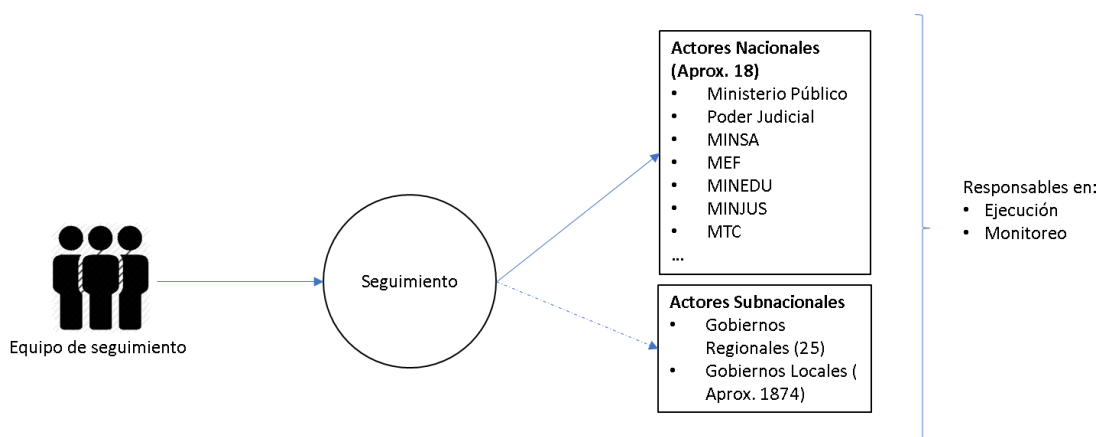 Equipo de seguimiento
Seguimiento
Actores Nacionales
(Aprox. 18)
• Ministerio Público
• Poder Judicial
• MINSA
• MEF
• MINEDU
• MINJUS
• MTC
...
Actores Subnacionales
• Gobiernos
Regionales (25)
• Gobiernos Locales (
Aprox. 1874)
Responsables en:
• Ejecución
• Monitoreo